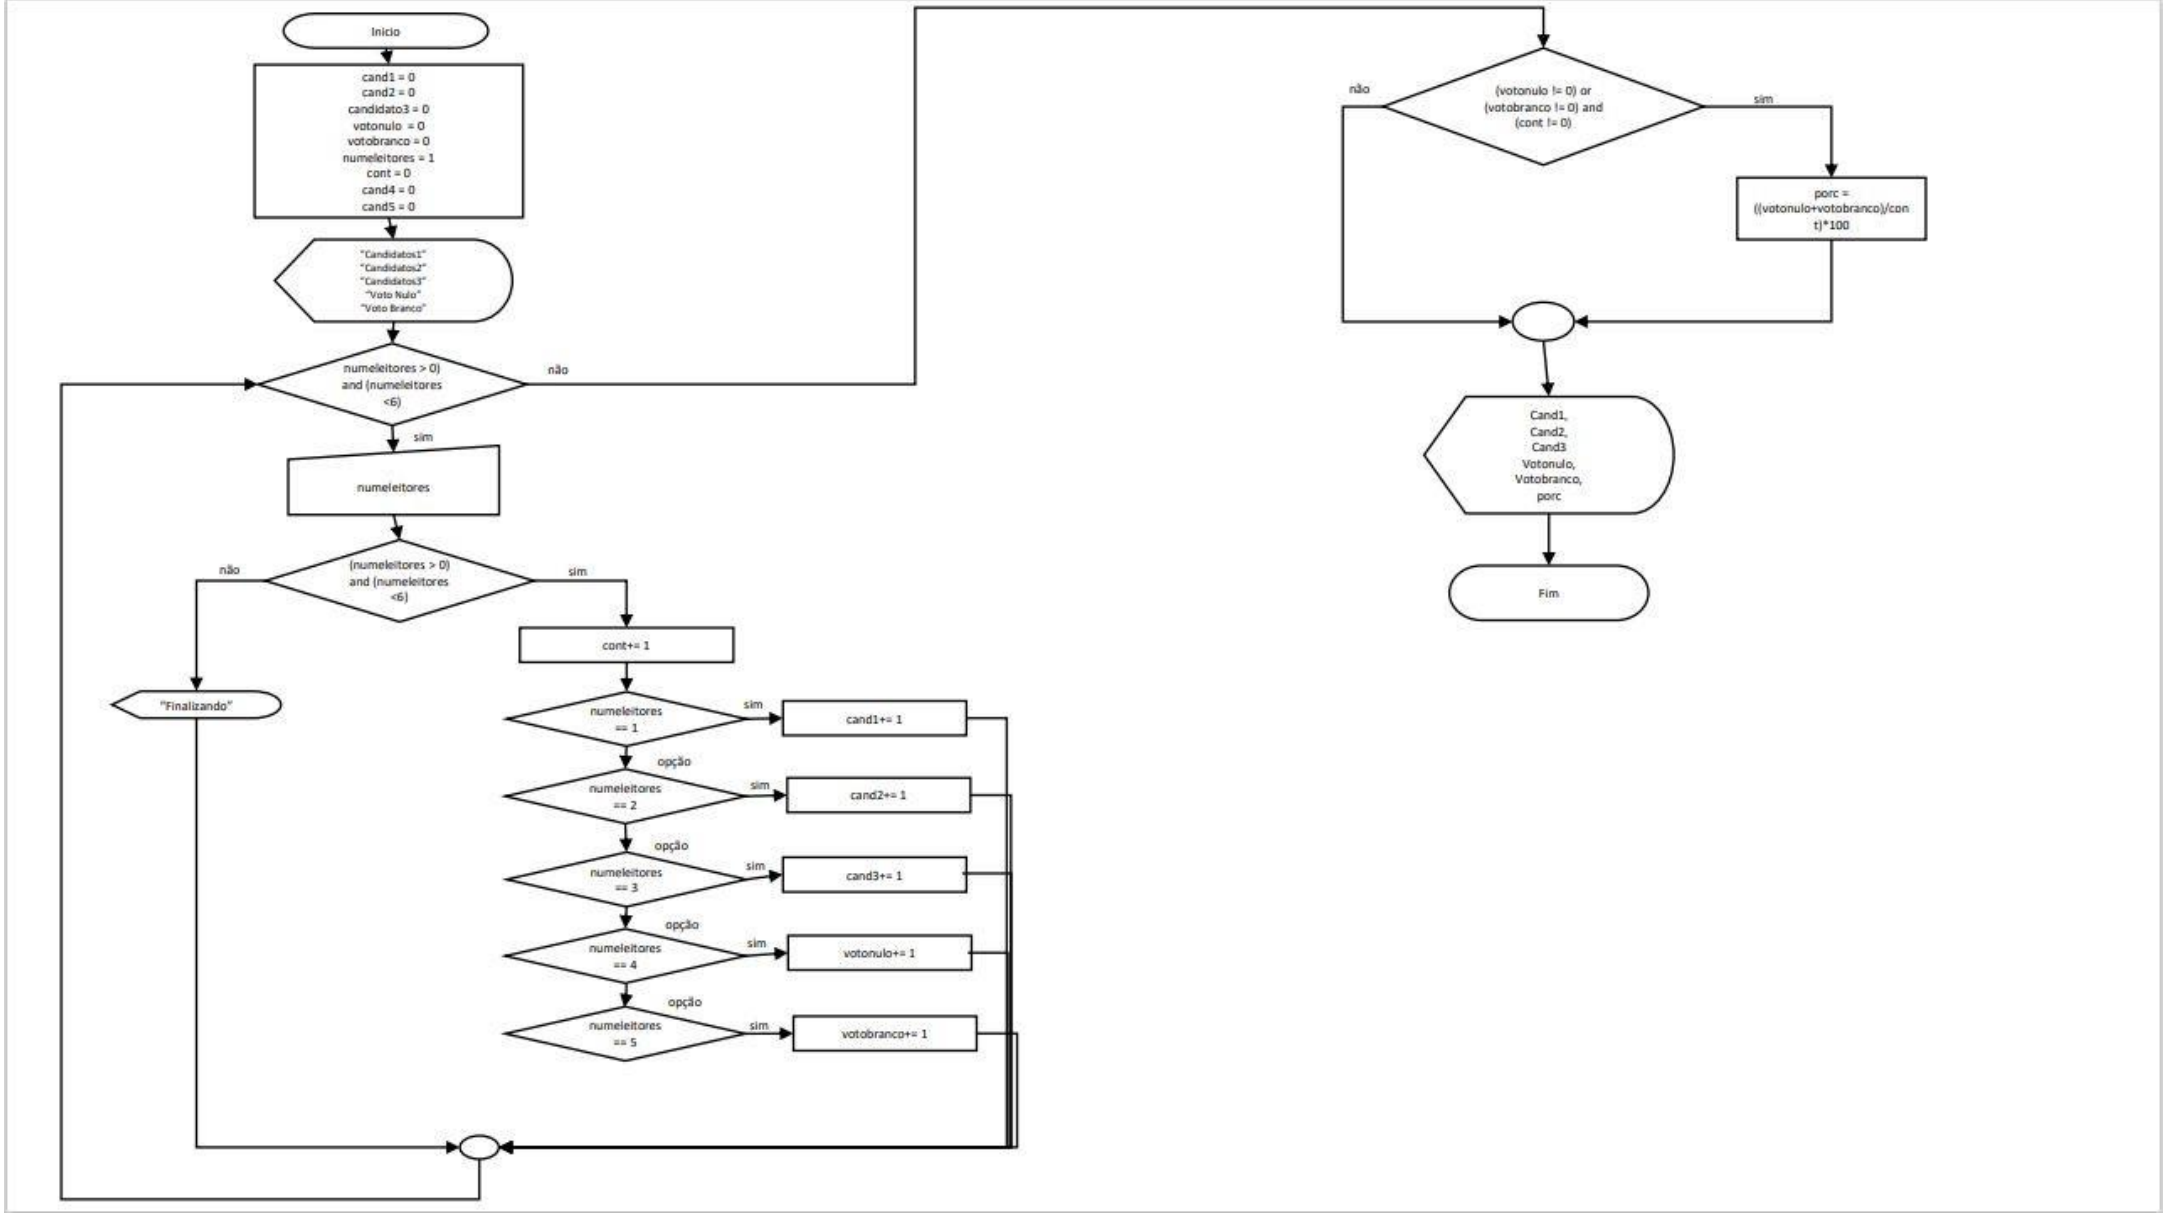 Inicio
cand1 = 0
cand2 = 0
candidato3 = 0
votonulo = 0
votobranco = 0
numeleitores = 1
cont = 0
cand4 = 0
cand5 = 0
"Candidatos1"
"Candidatos2"
"Candidatos3"
"Voto Nulo"
"Voto Branco"
numeleitores > 0)
and (numeleitores
<6)
não
sim
numeleitores
(numeleitores > 0)
and (numeleitores
<6)
não
sim
"Finalizando"
cont+= 1
numeleitores
== 1
sim
cand1+= 1
opção
numeleitores
== 2
sim
cand2+= 1
opção
numeleitores
== 3
sim
cand3+= 1
opção
numeleitores
== 4
sim
votonulo+= 1
opção
numeleitores
== 5
sim
votobranco+= 1
(votonulo != 0) or
(votobranco != 0) and
(cont != 0)
não
sim
porc =
((votonulo+votobranco)/con
t)*100
Cand1,
Cand2,
Cand3
Votonulo,
Votobranco,
porc
Fim